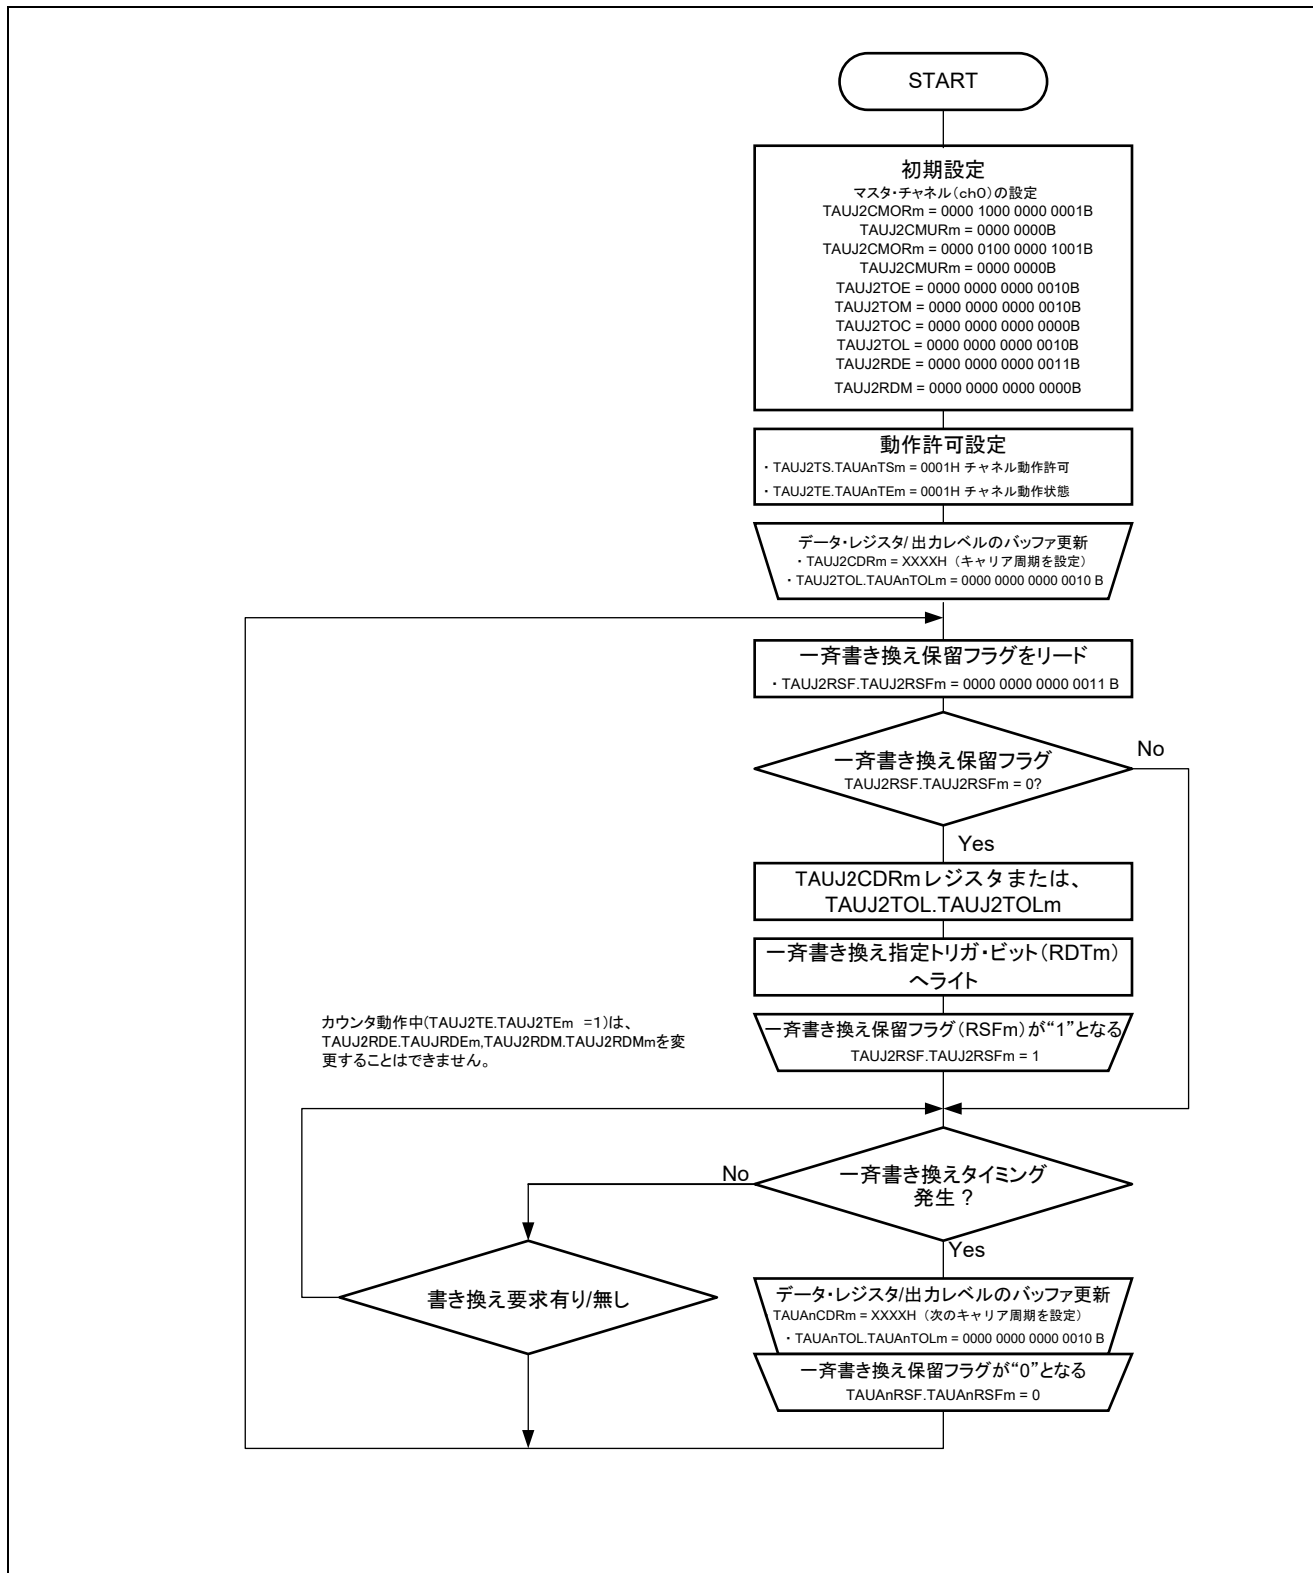 START
初期設定
マスタ・チャネル(ch0)の設定
TAUJ2CMORm = 0000 1000 0000 0001B
TAUJ2CMURm = 0000 0000B
TAUJ2CMORm = 0000 0100 0000 1001B
TAUJ2CMURm = 0000 0000B
TAUJ2TOE = 0000 0000 0000 0010B
TAUJ2TOM = 0000 0000 0000 0010B
TAUJ2TOC = 0000 0000 0000 0000B
TAUJ2TOL = 0000 0000 0000 0010B
TAUJ2RDE = 0000 0000 0000 0011B
TAUJ2RDM = 0000 0000 0000 0000B
動作許可設定
・TAUJ2TS.TAUAnTSm = 0001H チャネル動作許可
・TAUJ2TE.TAUAnTEm = 0001H チャネル動作状態
データ・レジスタ/出力レベルのバッファ更新
・TAUJ2CDRm = XXXXH (キャリア周期を設定)
・TAUJ2TOL.TAUAnTOLm = 0000 0000 0000 0010 B
一斉書き換え保留フラグをリード
・TAUJ2RSF.TAUJ2RSFm = 0000 0000 0000 0011 B
一斉書き換え保留フラグ
TAUJ2RSF.TAUJ2RSFm = 0?
No
Yes
TAUJ2CDRmレジスタまたは、
TAUJ2TOL.TAUJ2TOLm
一斉書き換え指定トリガ・ビット(RDTm)
へライト
一斉書き換え保留フラグ(RSFm)が“1”となる
TAUJ2RSF.TAUJ2RSFm = 1
カウンタ動作中(TAUJ2TE.TAUJ2TEm =1)は、
TAUJ2RDE.TAUJRDEm,TAUJ2RDM.TAUJ2RDMmを変
更することはできません。
一斉書き換えタイミング
発生?
No
Yes
書き換え要求有り/無し
データ・レジスタ/出力レベルのバッファ更新
TAUAnCDRm = XXXXH (次のキャリア周期を設定)
・TAUAnTOL.TAUAnTOLm = 0000 0000 0000 0010 B
一斉書き換え保留フラグが“0”となる
TAUAnRSF.TAUAnRSFm = 0